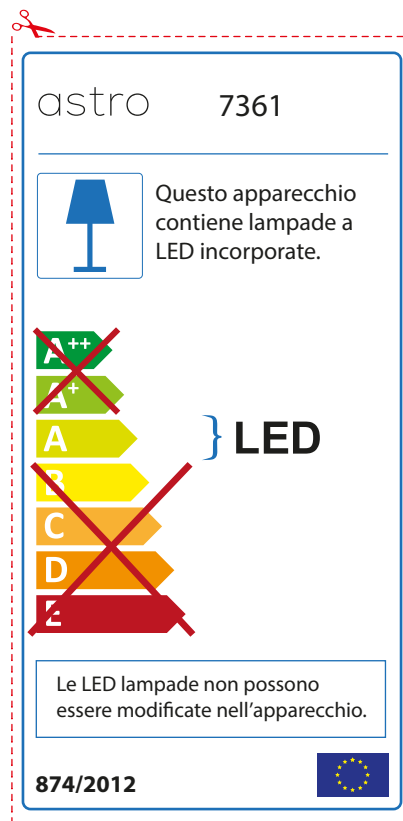 astro 7361
Questo apparecchio
contiene lampade a
LED incorporate.
A++
A+
A
LED
B
C
D
E
Le LED lampade non possono
essere modificate nell'apparecchio.
874/2012